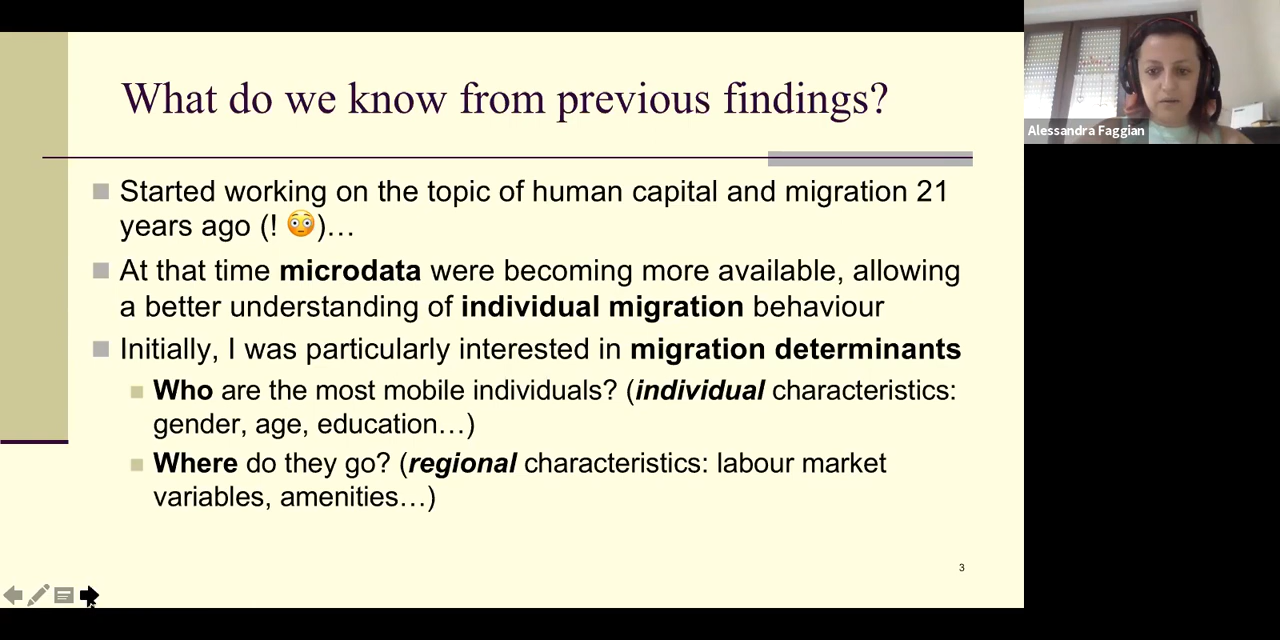 What do we know from previous findings?
Started working on the topic of human capital and migration 21
years ago (! 😳)…
At that time microdata were becoming more available, allowing
a better understanding of individual migration behaviour
Initially, I was particularly interested in migration determinants
Who are the most mobile individuals? (individual characteristics:
gender, age, education…)
Where do they go? (regional characteristics: labour market
variables, amenities…)
3
Alessandra Faggian